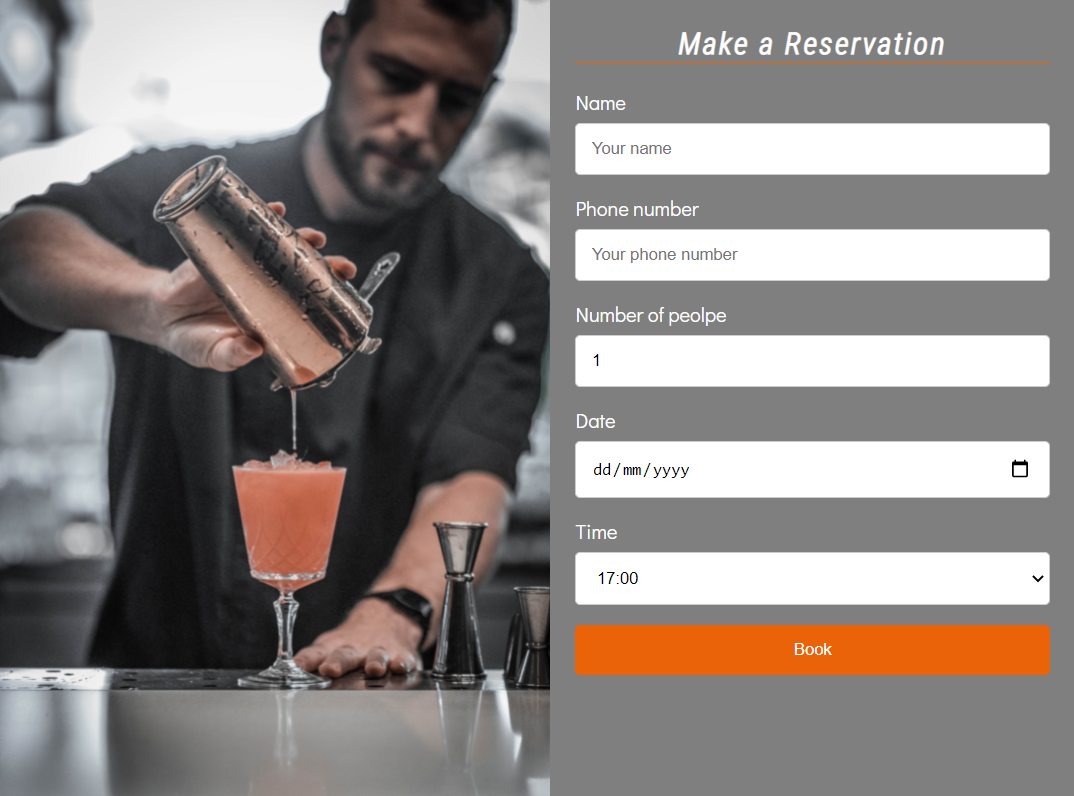 Make a Reservation
Name
Your name
Phone number
Your phone number
Number of peolpe
1
Date
dd/mm/yyyy
Time
17:00
Book